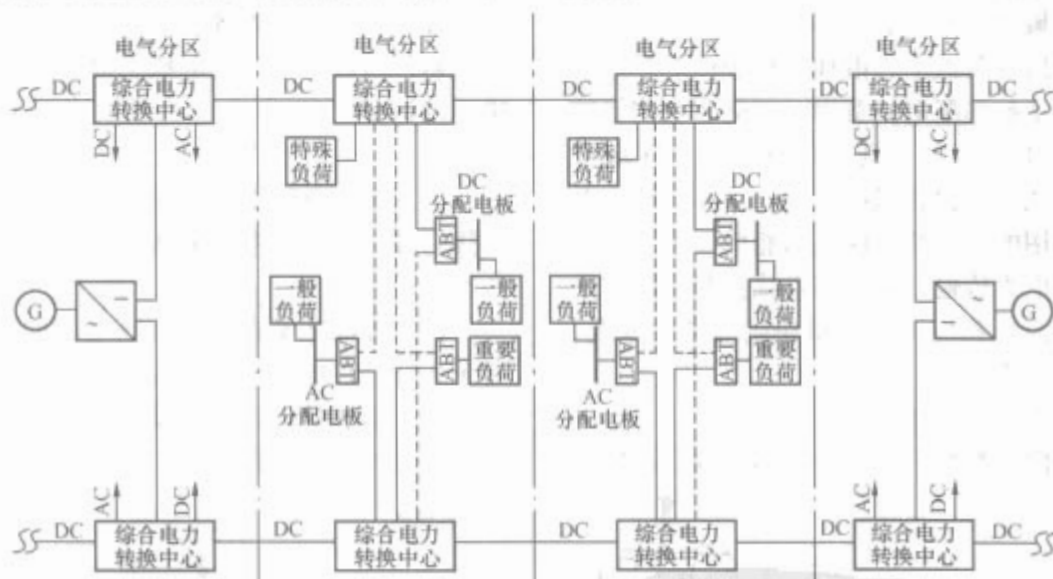 电气分区
电气分区
电气分区
电气分区
DC
综合电力
转换中心
DC
综合电力
转换中心
DC
综合电力
转换中心
DC
综合电力
转换中心
DC
DC
AC
特殊
负荷
特殊
负荷
DC
AC
DC
分配电板
ABT
DC
分配电板
ABT
一般
负荷
一般
负荷
一般
负荷
一般
负荷
G
~
~
G
ABT
ABT
重要
负荷
ABT
ABT
重要
负荷
AC
分配电板
AC
分配电板
AC
DC
AC
DC
DC
综合电力
转换中心
DC
综合电力
转换中心
DC
综合电力
转换中心
DC
综合电力
转换中心
DC